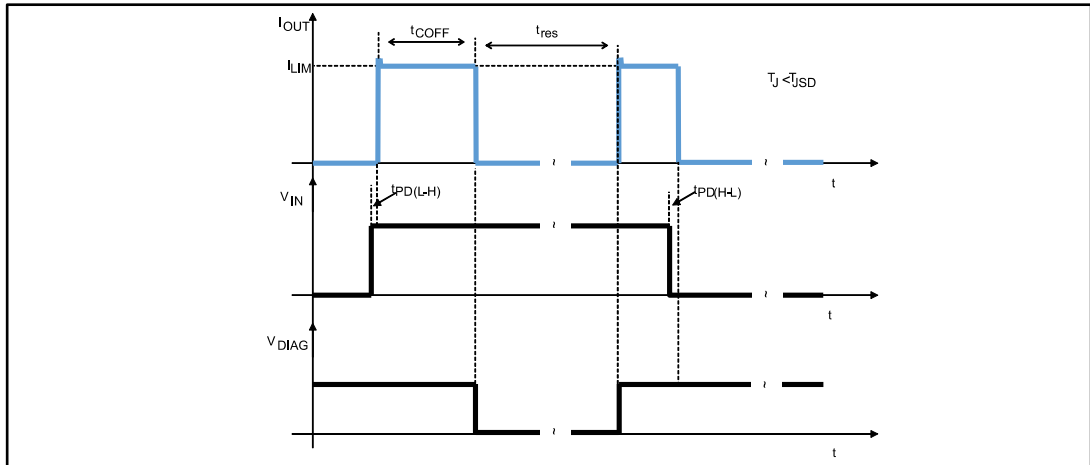 IOUT
tCOFF
tres
ILIM
TJ <TJSD
~
~
t
VIN
tPD(L-H)
tPD(H-L)
~
~
t
VDIAG
~
~
t